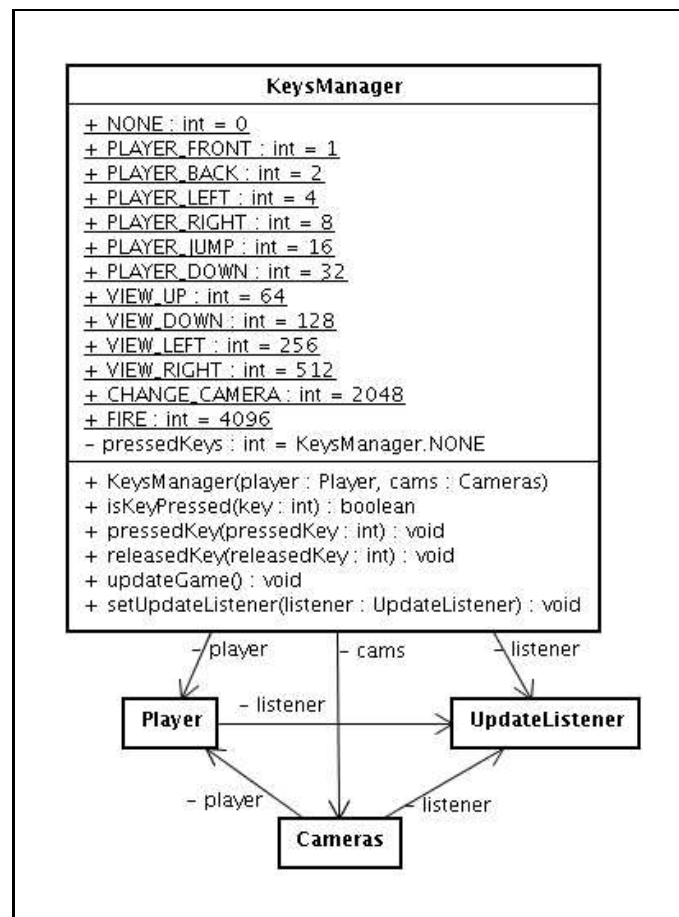 KeysManager
+ NONE : int = 0
+ PLAYER_FRONT : int = 1
+ PLAYER_BACK : int = 2
+ PLAYER_LEFT : int = 4
+ PLAYER_RIGHT : int = 8
+ PLAYER_JUMP : int = 16
+ PLAYER_DOWN : int = 32
+ VIEW_UP : int = 64
+ VIEW_DOWN : int = 128
+ VIEW_LEFT : int = 256
+ VIEW_RIGHT : int = 512
+ CHANGE_CAMERA : int = 2048
+ FIRE : int = 4096
- pressedKeys : int = KeysManager.NONE
+ KeysManager(player : Player, cams : Cameras)
+ isKeyPressed(key : int) : boolean
+ pressedKey(pressedKey : int) : void
+ releasedKey(releasedKey : int) : void
+ updateGame() : void
+ setUpdateListener(listener : UpdateListener) : void
- player
- cams
- listener
Player
- listener
UpdateListener
- player
- listener
Cameras